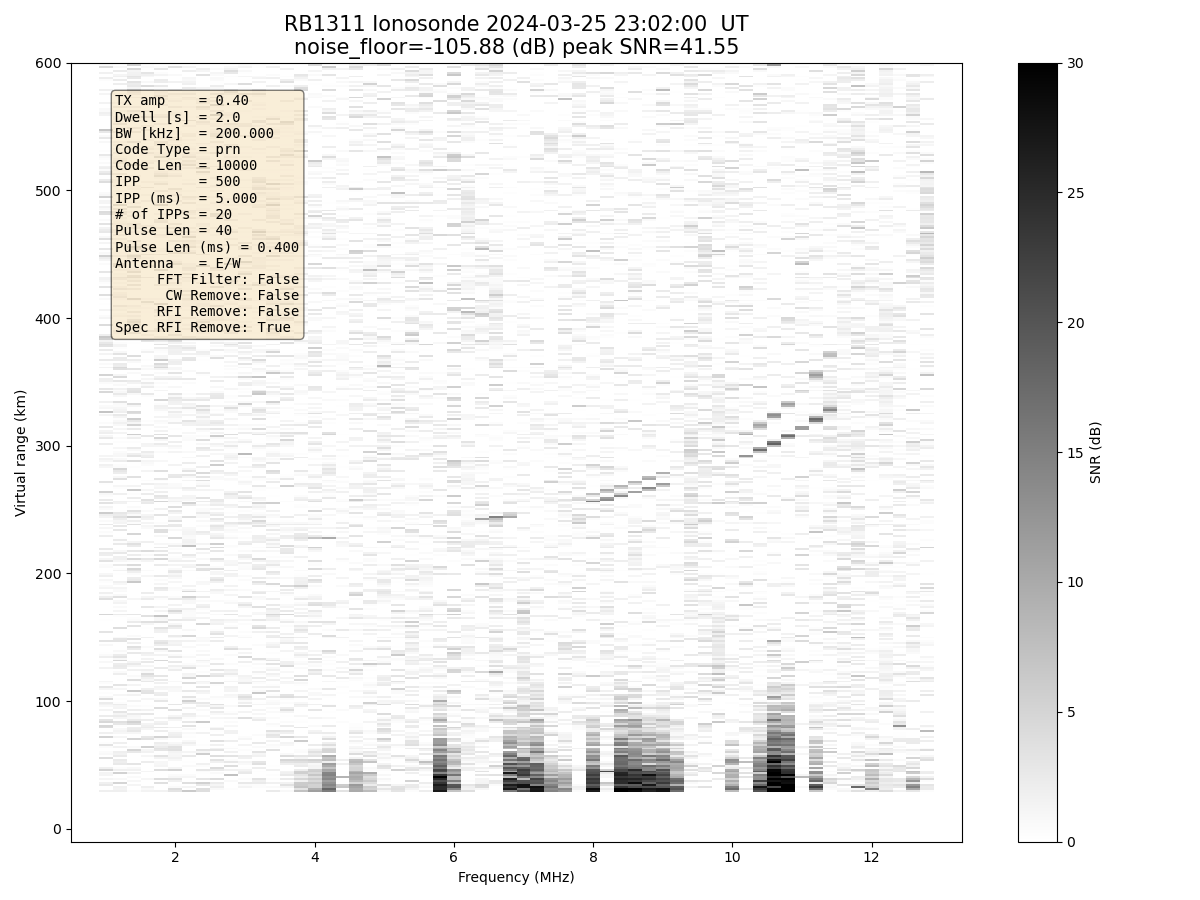 RB1311 Ionosonde 2024-03-25 23:02:00  UT
noise_floor=-105.88 (dB) peak SNR=41.55
600
500
400
300
200
100
0
Virtual range (km)
TX amp    = 0.40
Dwell [s] = 2.0
BW [kHz]  = 200.000
Code Type = prn
Code Len  = 10000
IPP       = 500
IPP (ms)  = 5.000
# of IPPs = 20
Pulse Len = 40
Pulse Len (ms) = 0.400
Antenna   = E/W
FFT Filter: False
CW Remove: False
RFI Remove: False
Spec RFI Remove: True
2 4 6 8 10 12
Frequency (MHz)
30
25
20
15
10
5
0
SNR (dB)